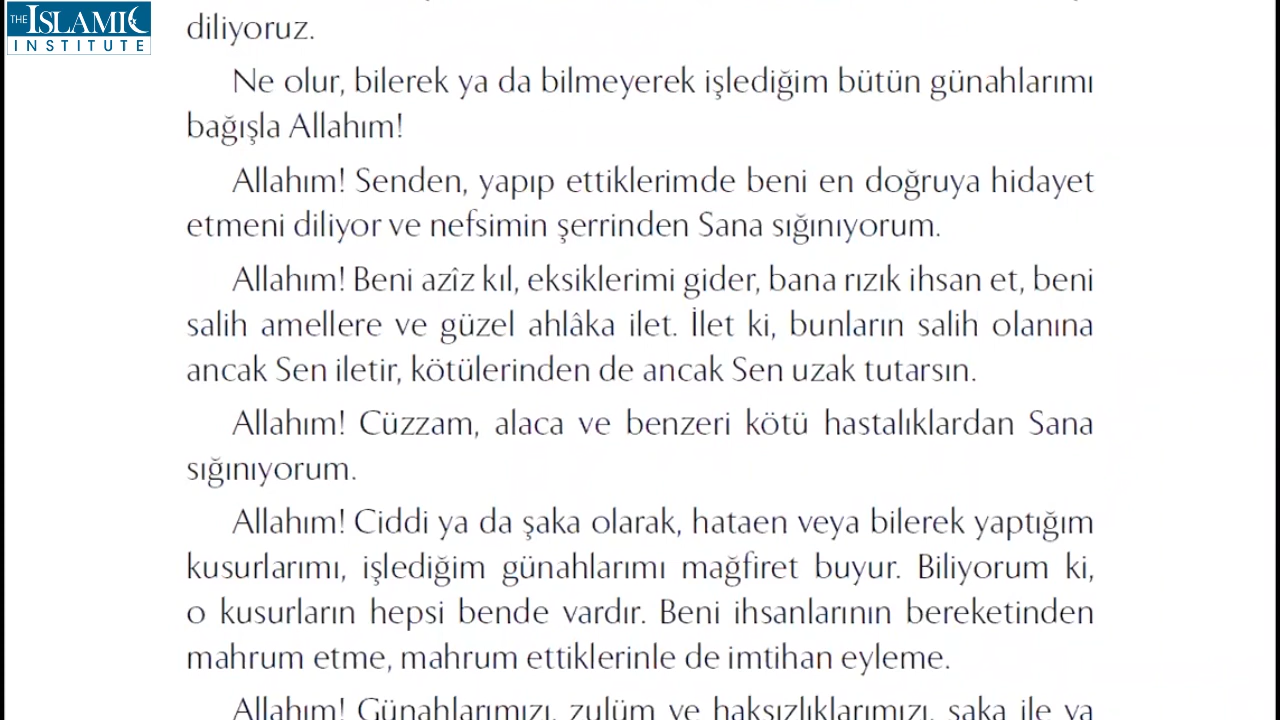 THE ISLAMIC
INSTITUTE
diliyoruz.
Ne olur, bilerek ya da bilmeyerek işlediğim bütün günahlarımı
bağışla Allahım!
Allahım! Senden, yapıp ettiklerimde beni en doğruya hidayet
etmeni diliyor ve nefsimin şerrinden Sana sığınıyorum.
Allahım! Beni azîz kıl, eksiklerimi gider, bana rızık ihsan et, beni
salih amellere ve güzel ahlâka ilet. İlet ki, bunların salih olanına
ancak Sen iletir, kötülerinden de ancak Sen uzak tutarsın.
Allahım! Cüzzam, alaca ve benzeri kötü hastalıklardan Sana
sığınıyorum.
Allahım! Ciddi ya da şaka olarak, hataen veya bilerek yaptığım
kusurlarımı, işlediğim günahlarımı mağfiret buyur. Biliyorum ki,
o kusurların hepsi bende vardır. Beni ihsanlarının bereketinden
mahrum etme, mahrum ettiklerinle de imtihan eyleme.
Allahım! Günahlarımızı, zulüm ve haksızlıklarımızı, şaka ile ya